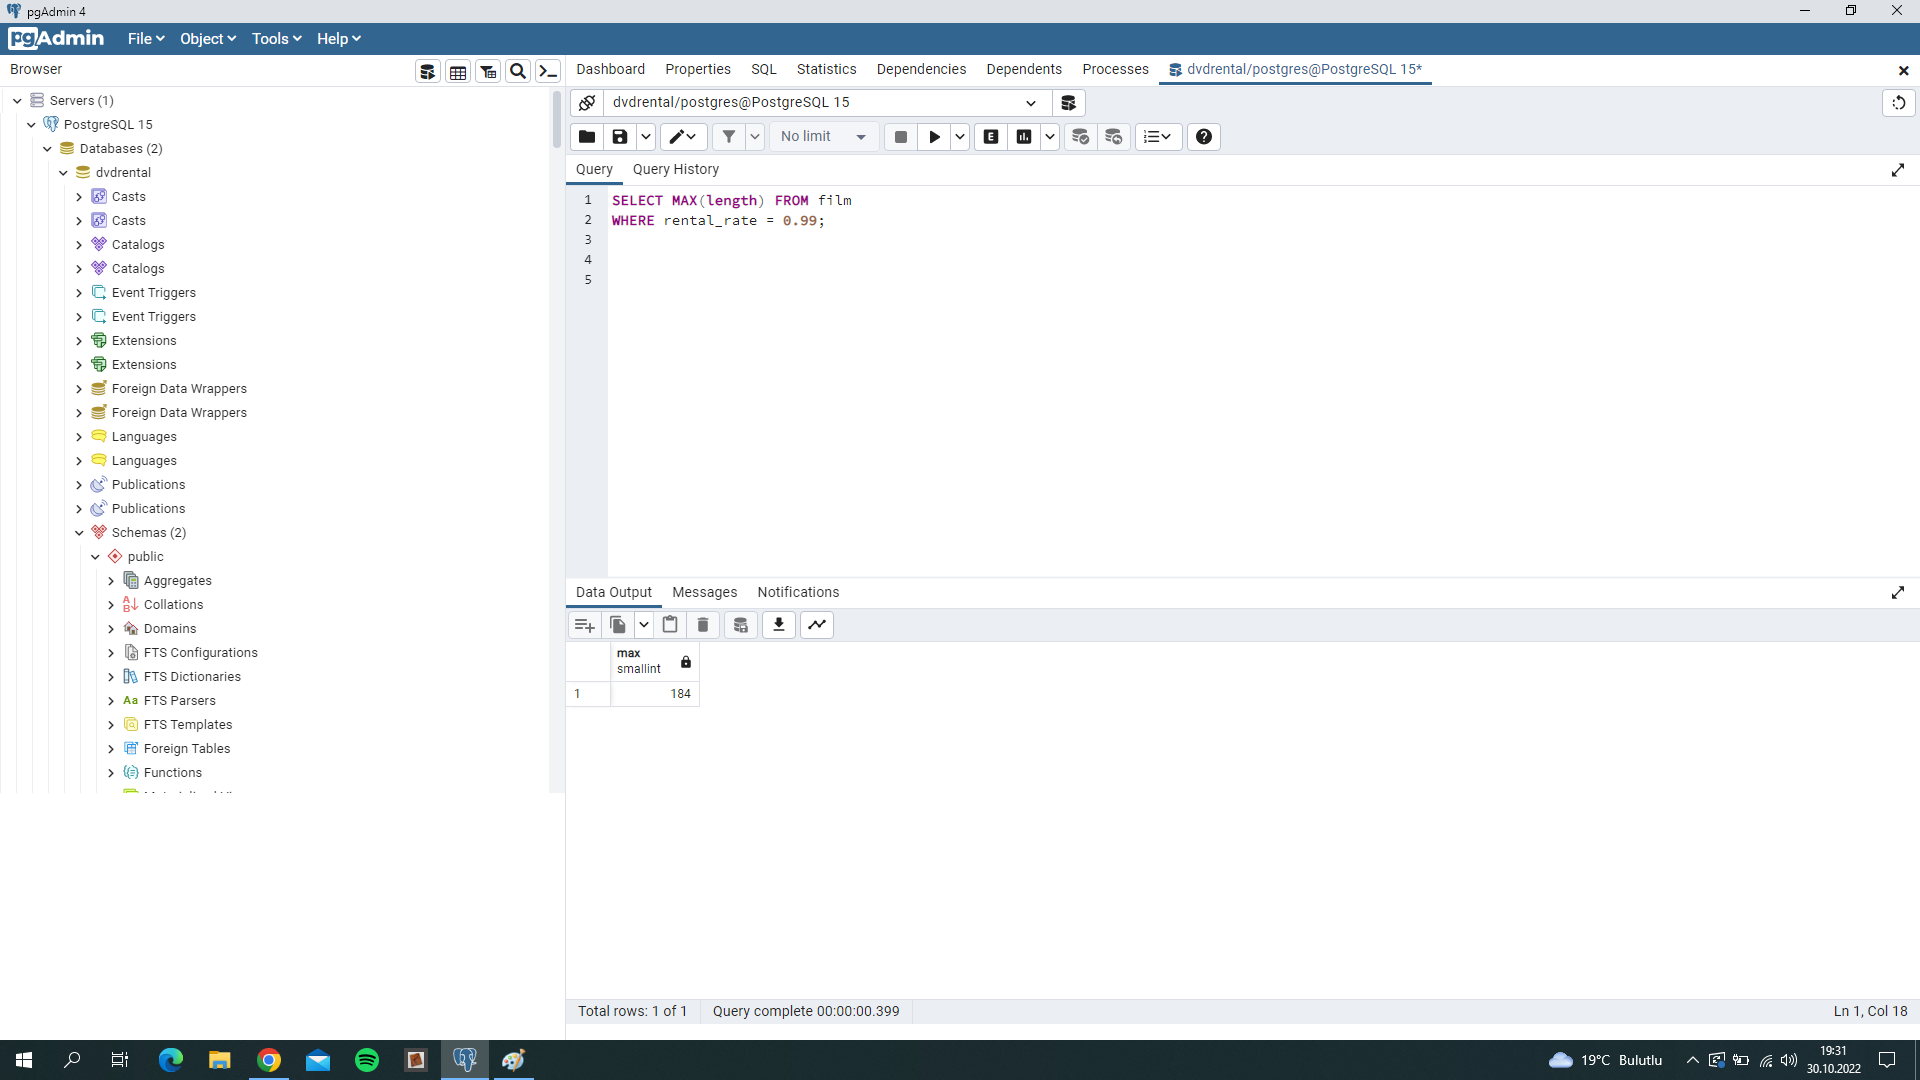 pgAdmin 4
pgAdmin File Object Tools Help
Browser
Dashboard Properties SQL Statistics Dependencies Dependents Processes dvdrental/postgres@PostgreSQL 15*
Servers (1)
PostgreSQL 15
Databases (2)
dvdrental
Casts
Casts
Catalogs
Catalogs
Event Triggers
Event Triggers
Extensions
Extensions
Foreign Data Wrappers
Foreign Data Wrappers
Languages
Languages
Publications
Publications
Schemas (2)
public
Aggregates
Collations
Domains
FTS Configurations
FTS Dictionaries
Aa FTS Parsers
FTS Templates
Foreign Tables
Functions
dvdrental/postgres@PostgreSQL 15
No limit
E
Query Query History
1 SELECT MAX(length) FROM film
2 WHERE rental_rate = 0.99;
3
4
5
Data Output Messages Notifications
max
smallint
1 184
Total rows: 1 of 1 Query complete 00:00:00.399 Ln 1, Col 18
19°C Bulutlu
19:31
30.10.2022